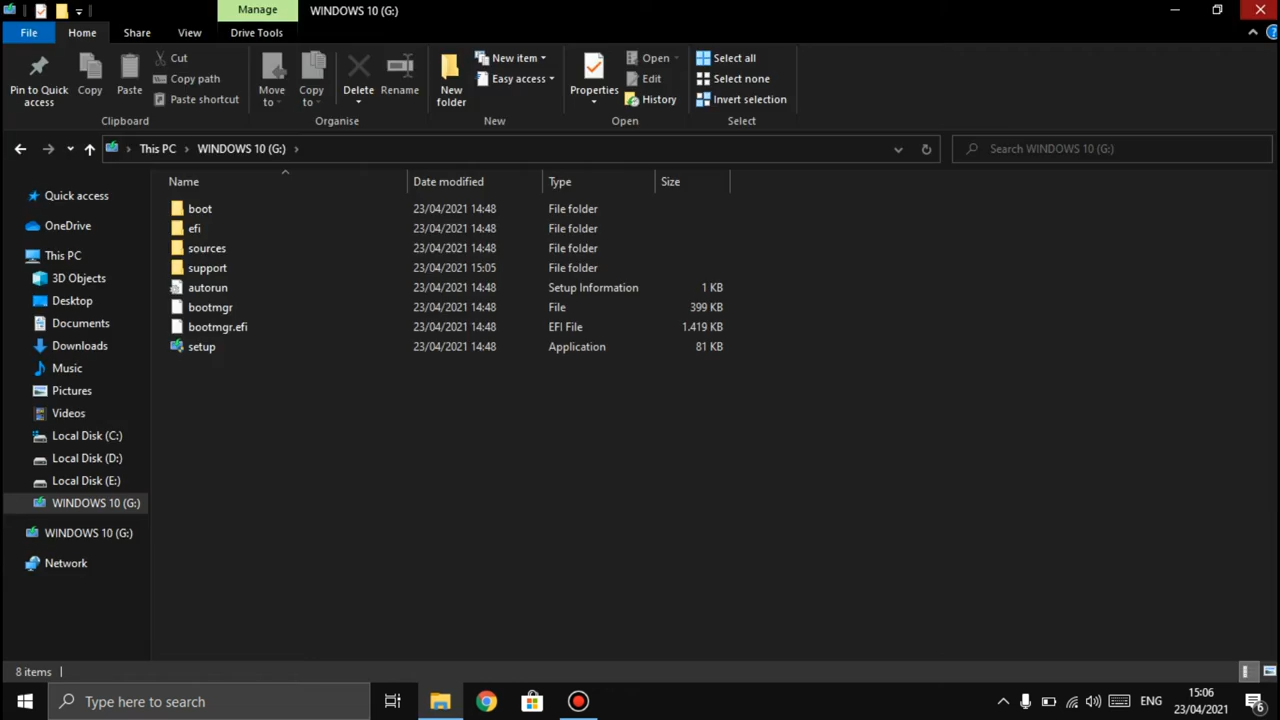 Manage
WINDOWS 10 (G:)
File
Home
Share
View
Drive Tools
Pin to Quick access
Copy
Paste
Cut
Copy path
Paste shortcut
Clipboard
Move to
Copy to
Delete
Rename
Organise
New folder
New item
Easy access
New
Properties
Open
Edit
History
Open
Select all
Select none
Invert selection
Select
This PC > WINDOWS 10 (G:) >
Search WINDOWS 10 (G:)
Name Date modified Type Size
boot 23/04/2021 14:48 File folder
efi 23/04/2021 14:48 File folder
sources 23/04/2021 14:48 File folder
support 23/04/2021 15:05 File folder
autorun 23/04/2021 14:48 Setup Information 1 KB
bootmgr 23/04/2021 14:48 File 399 KB
bootmgr.efi 23/04/2021 14:48 EFI File 1.419 KB
setup 23/04/2021 14:48 Application 81 KB
Quick access
OneDrive
This PC
3D Objects
Desktop
Documents
Downloads
Music
Pictures
Videos
Local Disk (C:)
Local Disk (D:)
Local Disk (E:)
WINDOWS 10 (G:)
WINDOWS 10 (G:)
Network
8 items
Type here to search
ENG
15:06
23/04/2021
6